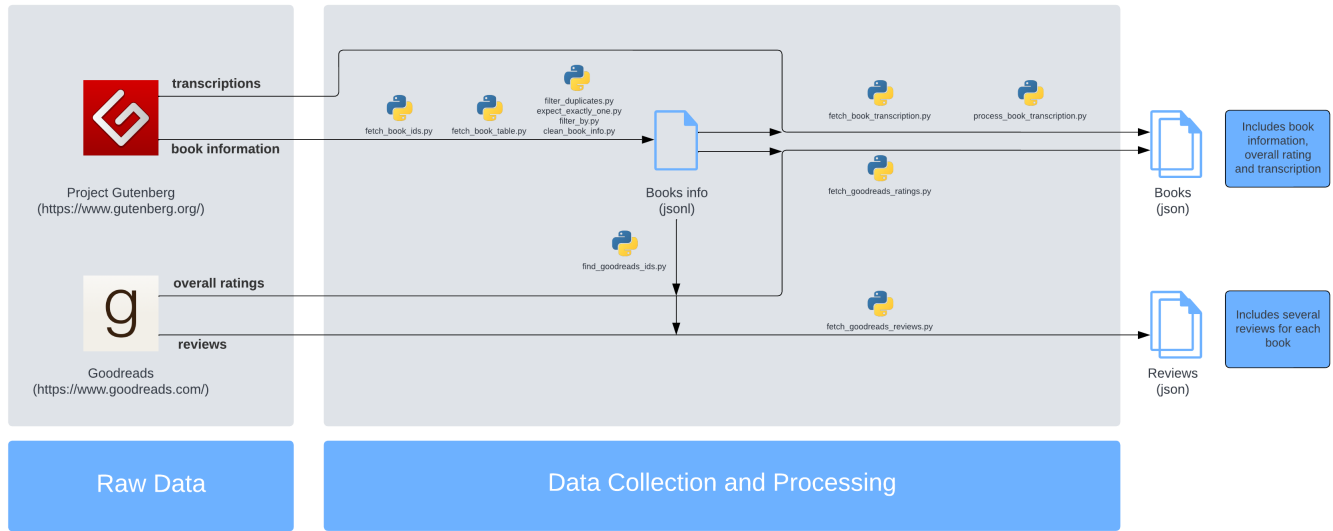 transcriptions
book information
Project Gutenberg
(https://www.gutenberg.org/)
g
overall ratings
reviews
Goodreads
(https://www.goodreads.com/)
Raw Data
fetch_book_ids.py
fetch_book_table.py
filter_duplicates.py
expect_exactly_one.py
filter_by.py
clean_book_info.py
Books info
(jsonl)
find_goodreads_ids.py
fetch_book_transcription.py
process_book_transcription.py
fetch_goodreads_ratings.py
fetch_goodreads_reviews.py
Data Collection and Processing
Books
(json)
Includes book
information,
overall rating
and transcription
Reviews
(json)
Includes several
reviews for each
book